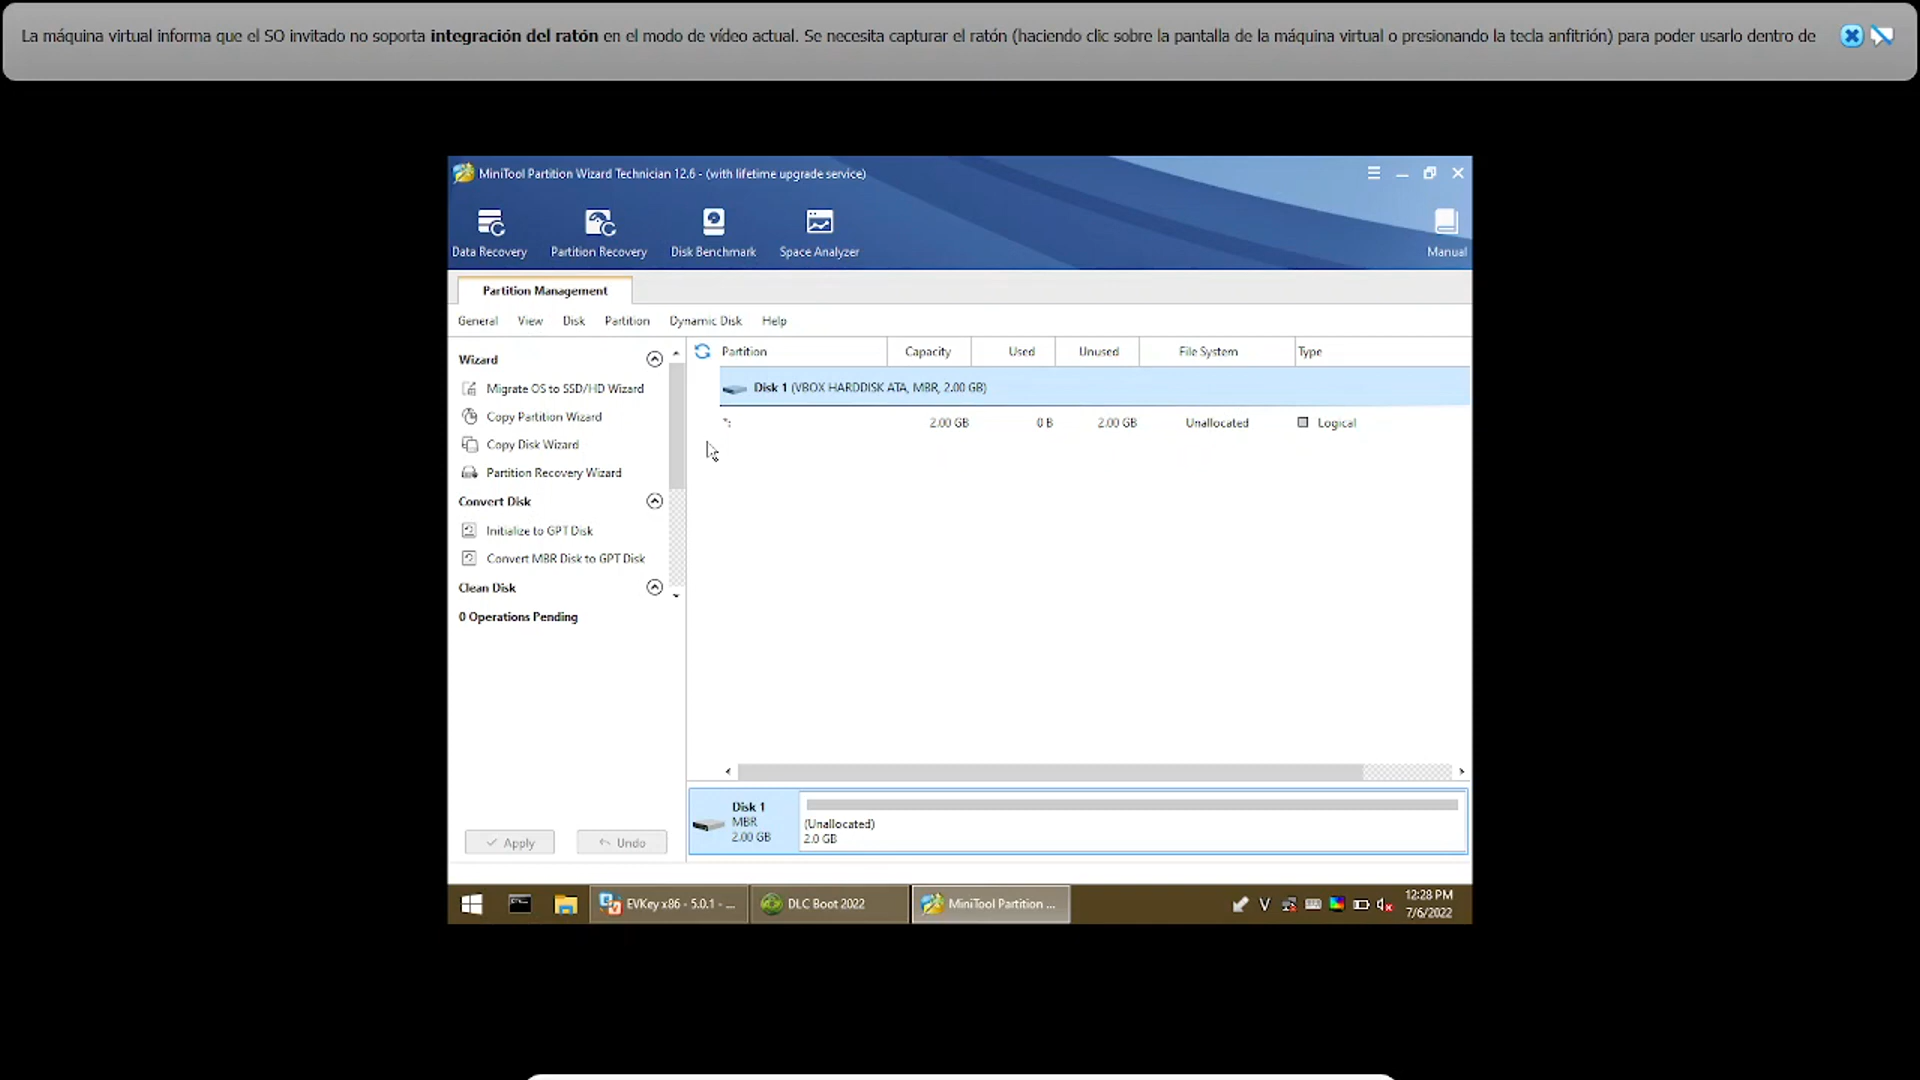 La máquina virtual informa que el SO invitado no soporta integración del ratón en el modo de vídeo actual. Se necesita capturar el ratón (haciendo clic sobre la pantalla de la máquina virtual o presionando la tecla anfitrión) para poder usarlo dentro de
MiniTool Partition Wizard Technician 12.6 - (with lifetime upgrade service)
Data Recovery Partition Recovery Disk Benchmark Space Analyzer Manual
Partition Management
General View Disk Partition Dynamic Disk Help
Wizard
Migrate OS to SSD/HD Wizard
Copy Partition Wizard
Copy Disk Wizard
Partition Recovery Wizard
Convert Disk
Initialize to GPT Disk
Convert MBR Disk to GPT Disk
Clean Disk
0 Operations Pending
Apply Undo
Partition Capacity Used Unused File System Type
Disk 1 (VBOX HARDDISK ATA, MBR, 2.00 GB)
*: 2.00 GB 0 B 2.00 GB Unallocated Logical
Disk 1
MBR
2.00 GB
(Unallocated)
2.0 GB
EVKey x86 - 5.0.1 - ... DLC Boot 2022 MiniTool Partition ... V
12:28 PM
7/6/2022